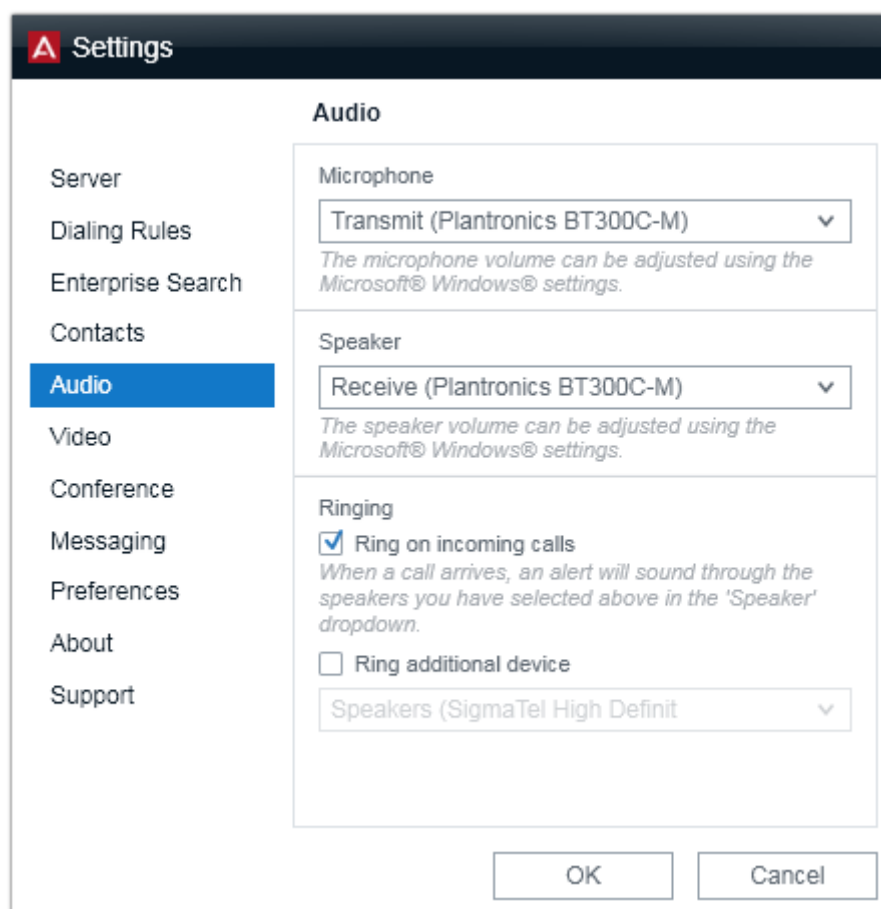 Settings
Audio
Server
Dialing Rules
Enterprise Search
Contacts
Audio
Video
Conference
Messaging
Preferences
About
Support
Microphone
Transmit (Plantronics BT300C-M)
The microphone volume can be adjusted using the
Microsoft® Windows® settings.
Speaker
Receive (Plantronics BT300C-M)
The speaker volume can be adjusted using the
Microsoft® Windows® settings.
Ringing
Ring on incoming calls
When a call arrives, an alert will sound through the
speakers you have selected above in the 'Speaker'
dropdown.
Ring additional device
Speakers (SigmaTel High Definit
OK
Cancel